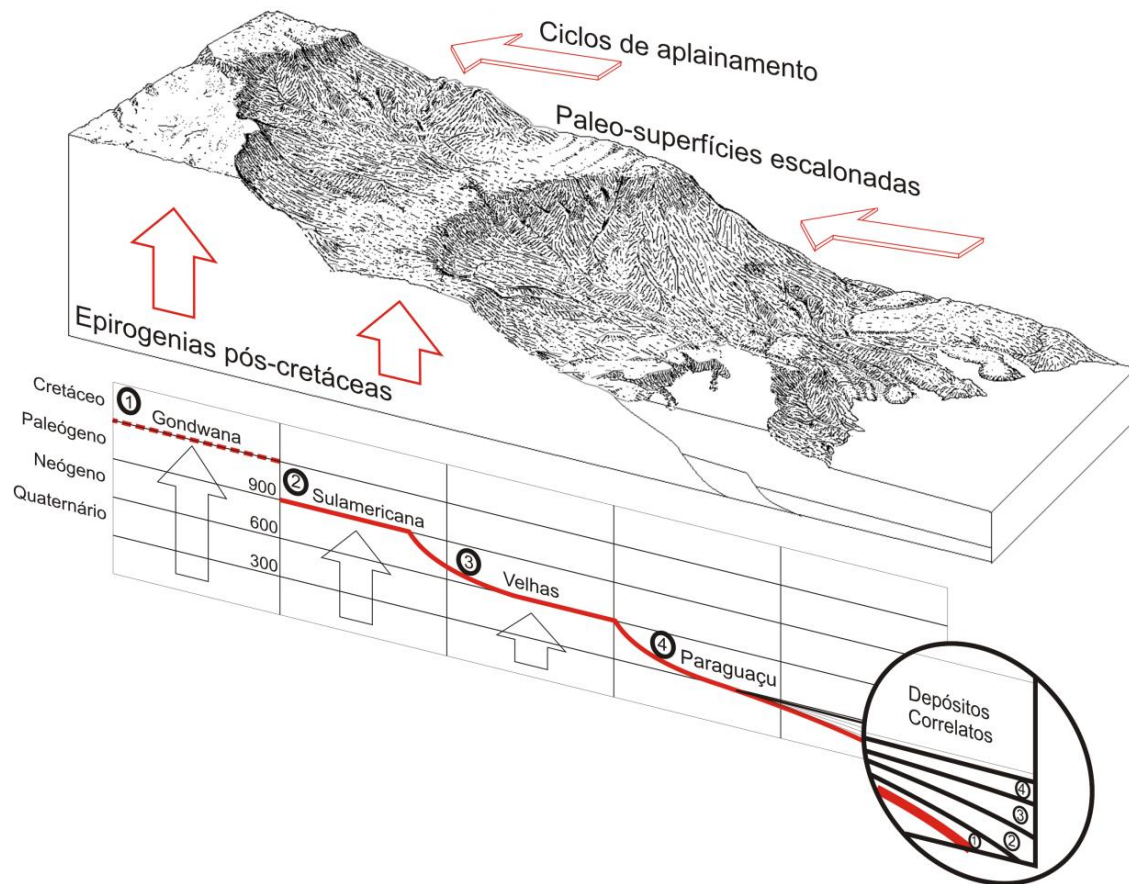 Ciclos de aplainamento
Paleo-superfícies escalonadas
Epirogenias pós-cretáceas
Cretáceo
Paleógeno
Neógeno
Quaternário
1
Gondwana
900
600
300
2
Sulamericana
3
Velhas
4
Paraguaçu
Depósitos
Correlatos
4
3
2
1